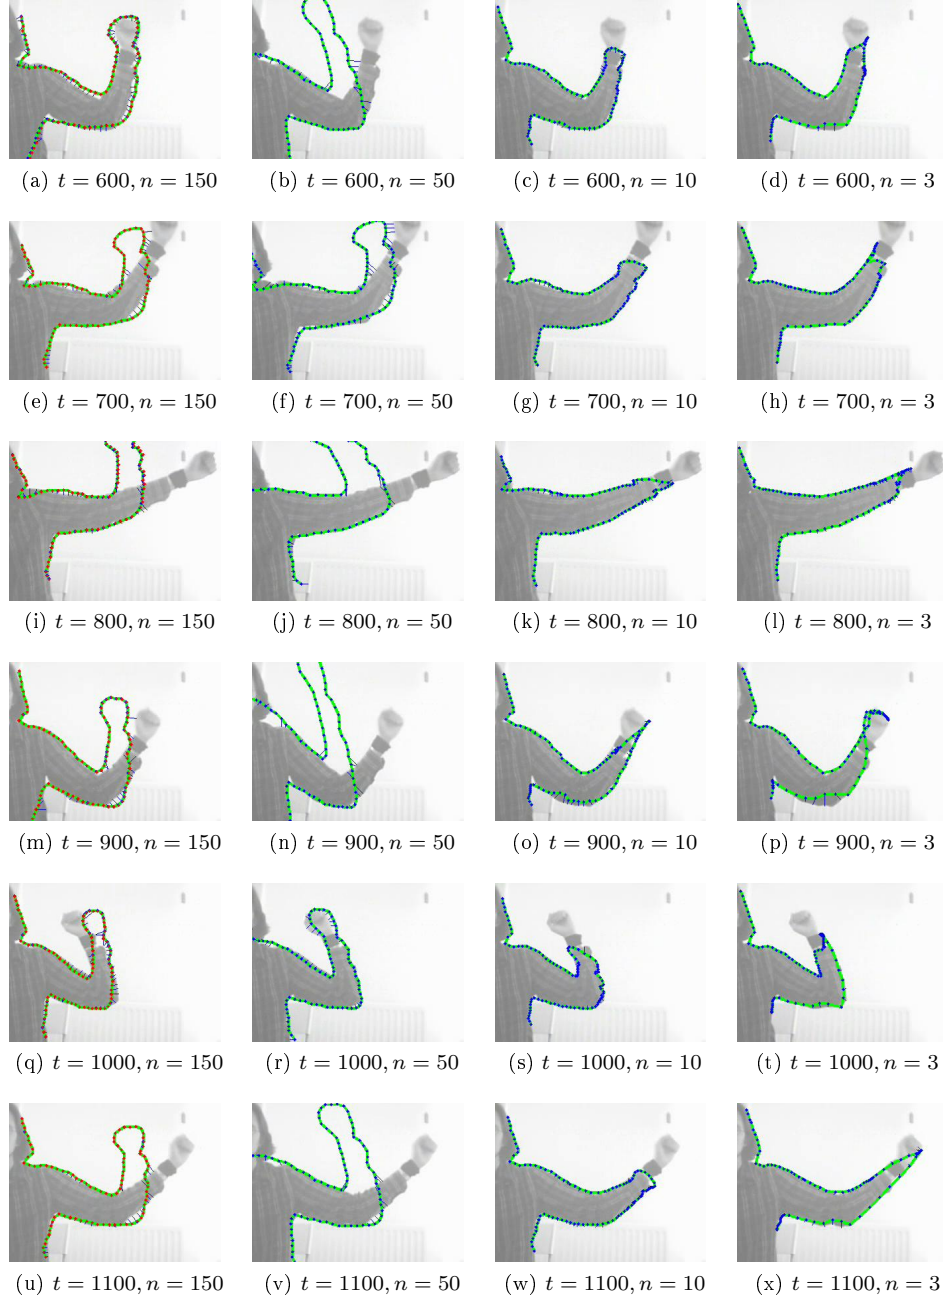 (a) t = 600, n = 150 (b) t = 600, n = 50 (c) t = 600, n = 10 (d) t = 600, n = 3
(e) t = 700, n = 150 (f) t = 700, n = 50 (g) t = 700, n = 10 (h) t = 700, n = 3
(i) t = 800, n = 150 (j) t = 800, n = 50 (k) t = 800, n = 10 (l) t = 800, n = 3
(m) t = 900, n = 150 (n) t = 900, n = 50 (o) t = 900, n = 10 (p) t = 900, n = 3
(q) t = 1000, n = 150 (r) t = 1000, n = 50 (s) t = 1000, n = 10 (t) t = 1000, n = 3
(u) t = 1100, n = 150 (v) t = 1100, n = 50 (w) t = 1100, n = 10 (x) t = 1100, n = 3